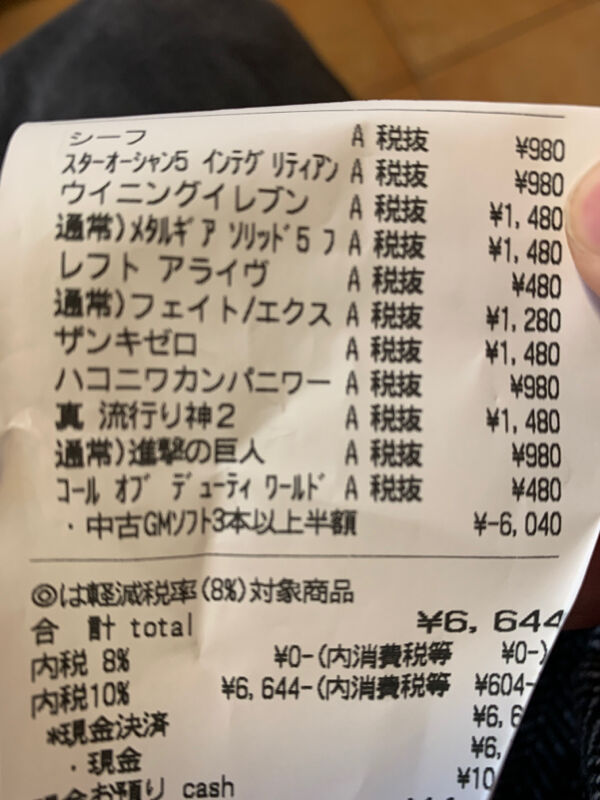 シーフ A 税抜 ¥980
スターオーシャン5 インテグリティアン A 税抜 ¥980
ウイニングイレブン A 税抜 ¥1,480
通常)メタルギア ソリッド5 フ A 税抜 ¥1,480
レフト アライヴ A 税抜 ¥480
通常)フェイト/エクス A 税抜 ¥1,280
ザンキゼロ A 税抜 ¥1,480
ハコニワカンパニワー A 税抜 ¥980
真 流行り神2 A 税抜 ¥1,480
通常)進撃の巨人 A 税抜 ¥980
コール オブ デューティ ワールド A 税抜 ¥480
・中古GMソフト3本以上半額 ¥-6,040
◎は軽減税率(8%)対象商品
合 計 total ¥6,644
内税 8% ¥0-(内消費税等 ¥0-)
内税10% ¥6,644-(内消費税等 ¥604-
*現金決済 ¥6,6
・現金 ¥6,
現金お預り cash ¥10